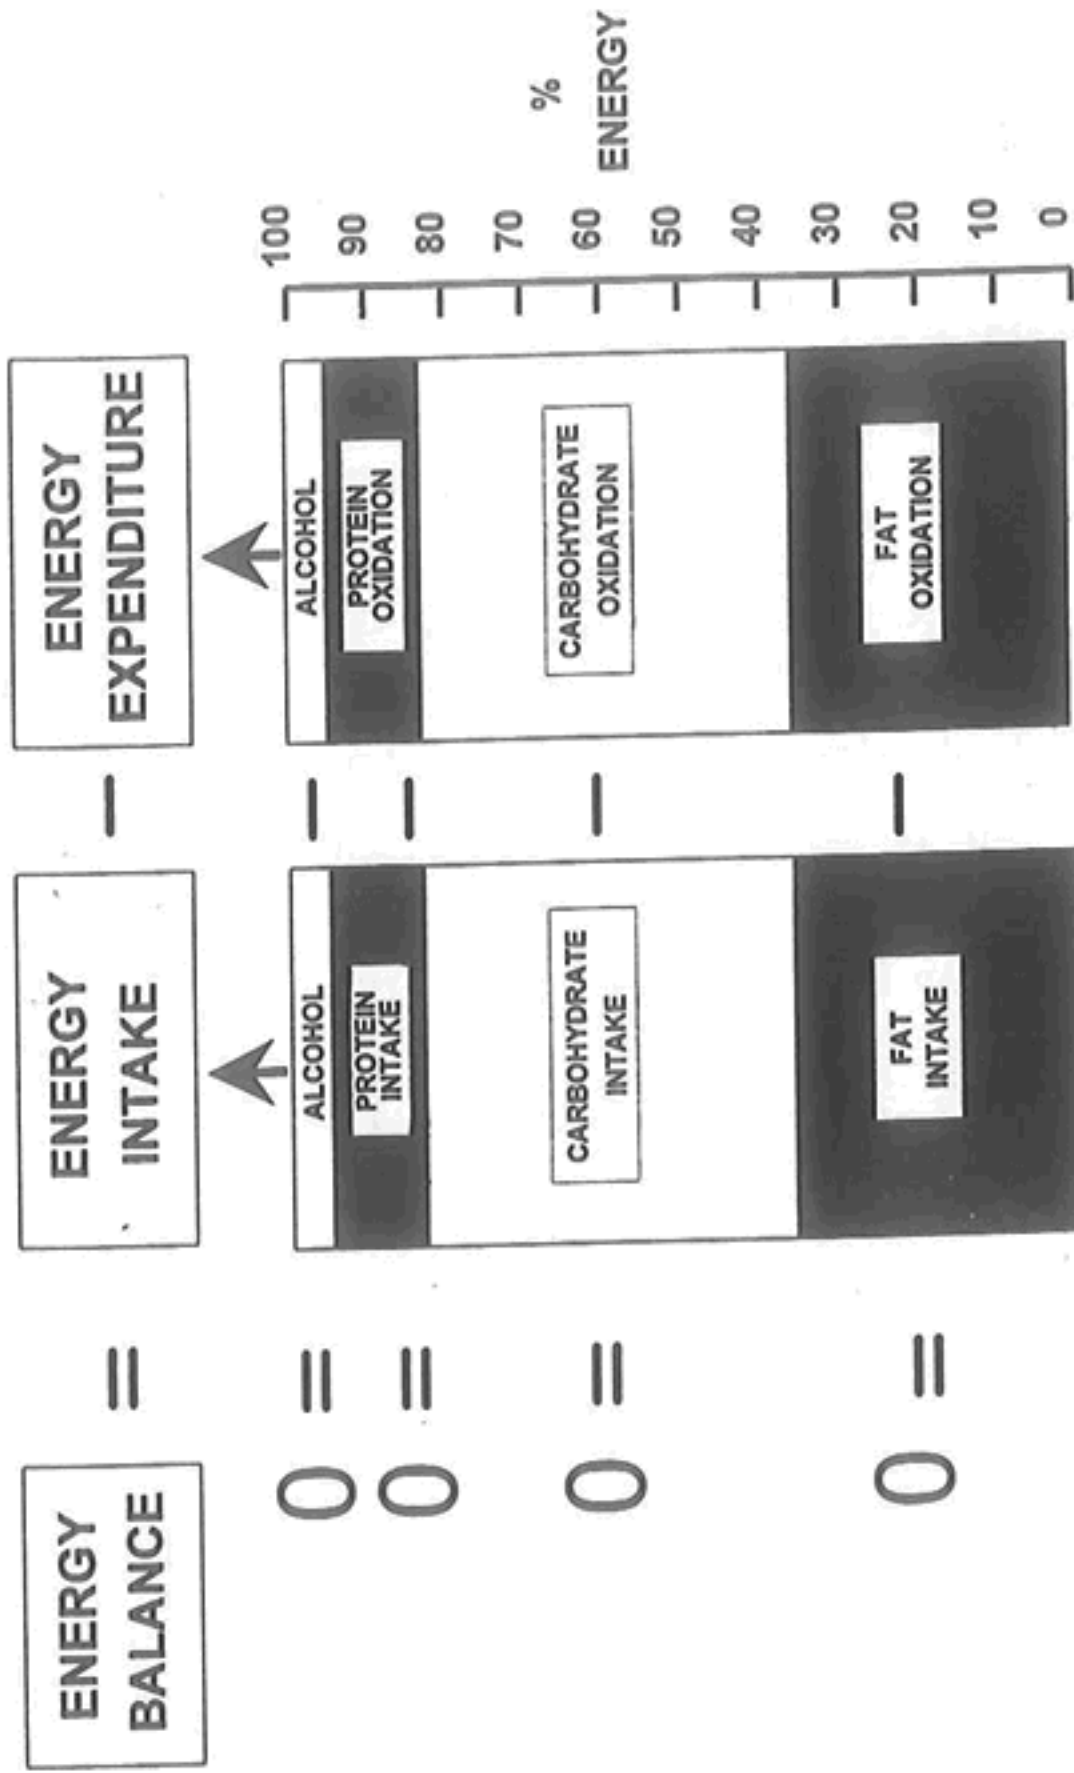 ENERGY
BALANCE
=
ENERGY
INTAKE
–
ENERGY
EXPENDITURE
0
=
ALCOHOL
–
ALCOHOL
0
=
PROTEIN
INTAKE
–
PROTEIN
OXIDATION
0
=
CARBOHYDRATE
INTAKE
–
CARBOHYDRATE
OXIDATION
0
=
FAT
INTAKE
–
FAT
OXIDATION
100
90
80
70
60
50
40
30
20
10
0
%
ENERGY